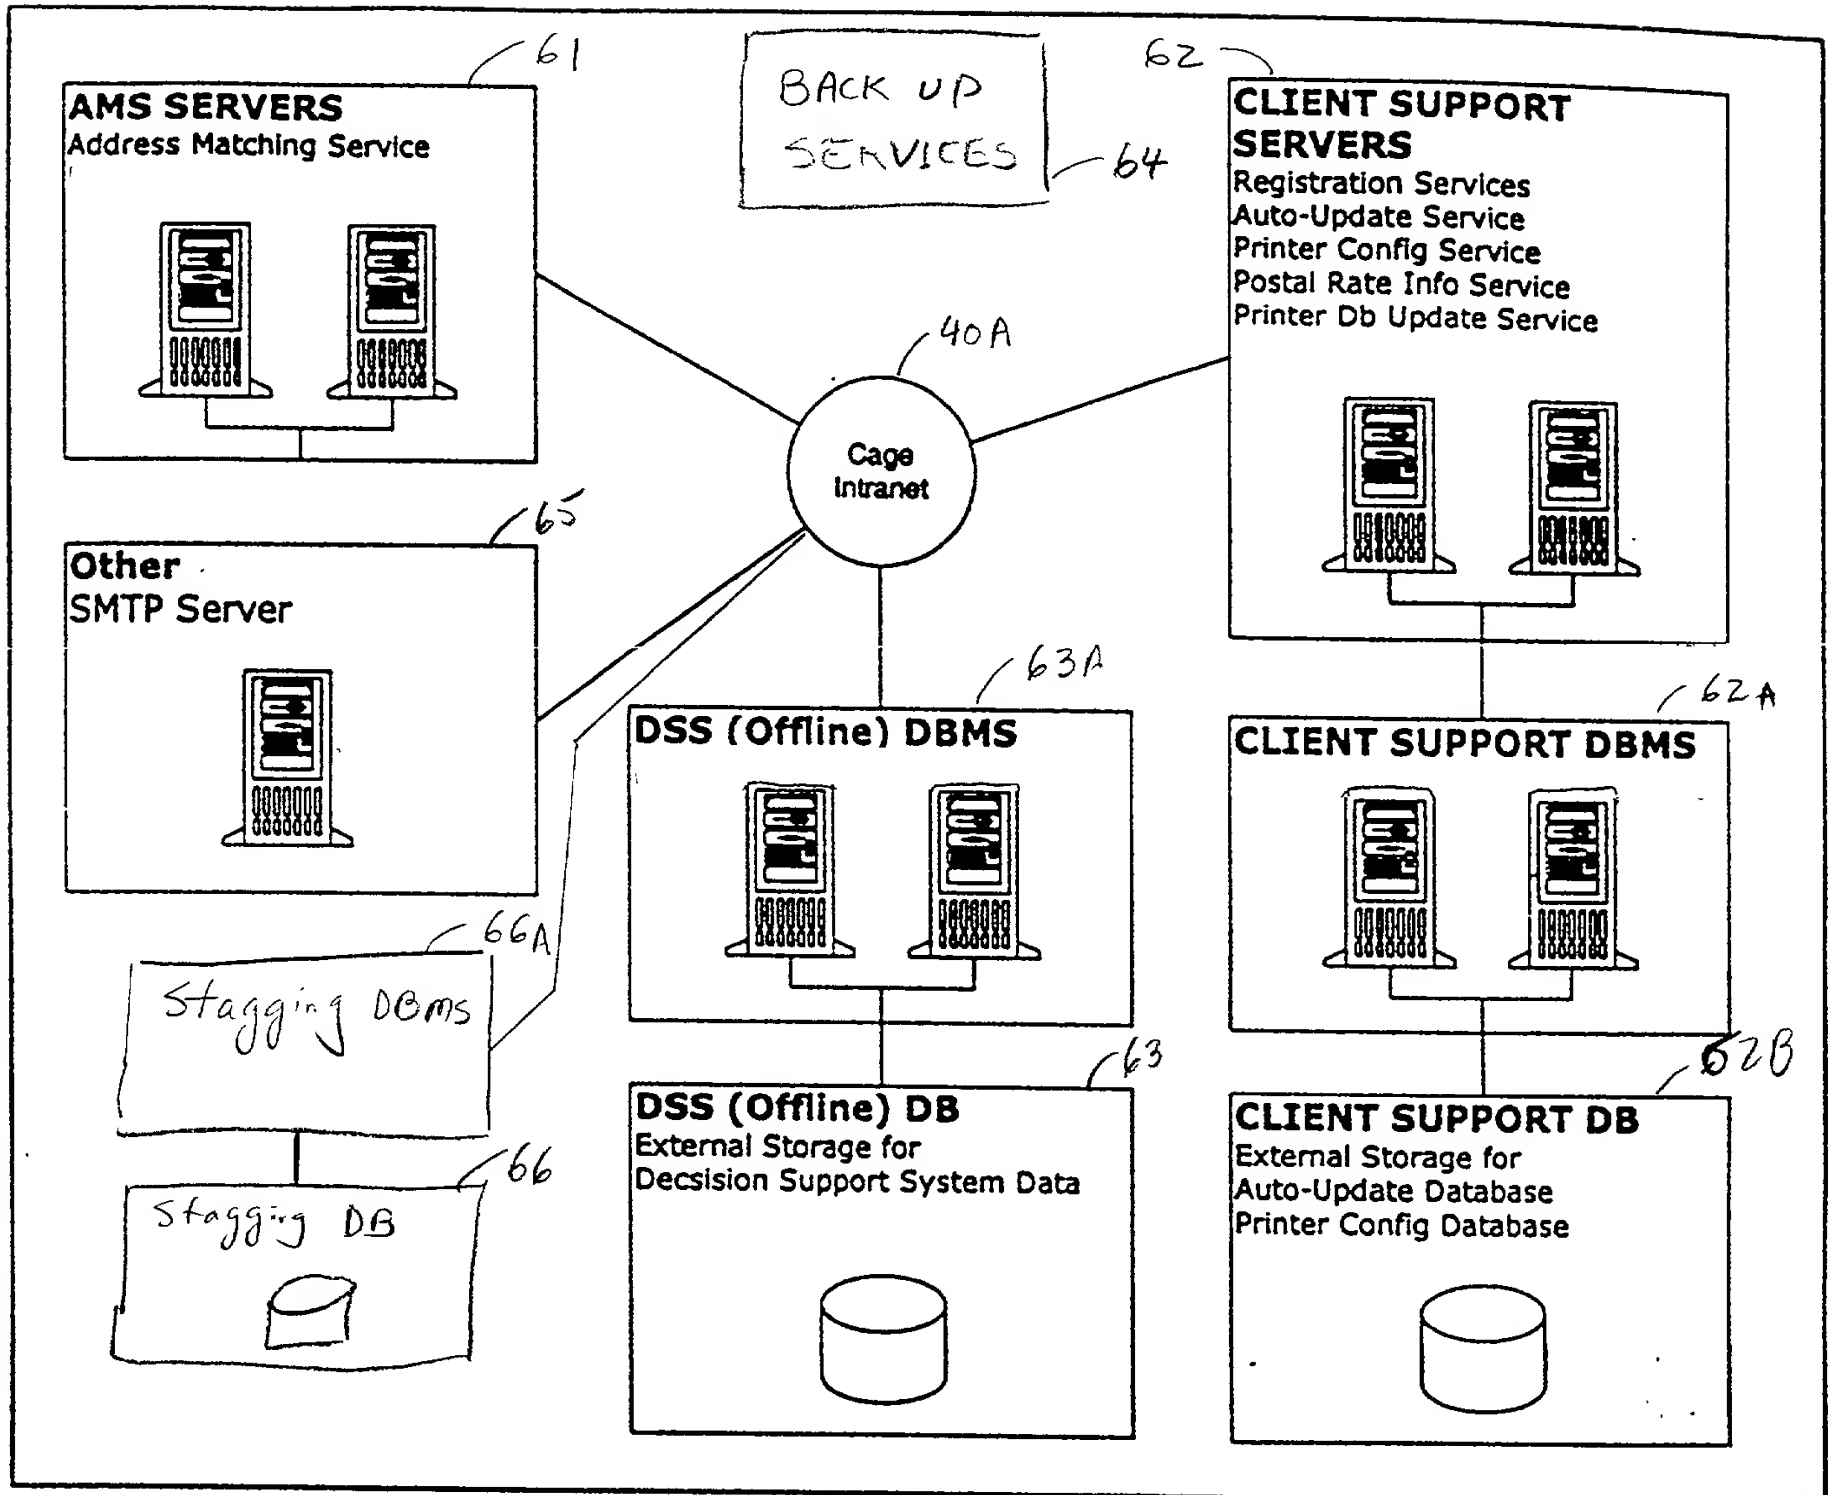 61
AMS SERVERS
Address Matching Service
BACK UP
SERVICES
64
62
CLIENT SUPPORT
SERVERS
Registration Services
Auto-Update Service
Printer Config Service
Postal Rate Info Service
Printer Db Update Service
40A
Cage
Intranet
65
Other
SMTP Server
63A
DSS (Offline) DBMS
62A
CLIENT SUPPORT DBMS
66A
Stagging DBms
63
DSS (Offline) DB
External Storage for
Decsision Support System Data
62B
CLIENT SUPPORT DB
External Storage for
Auto-Update Database
Printer Config Database
66
Stagging DB